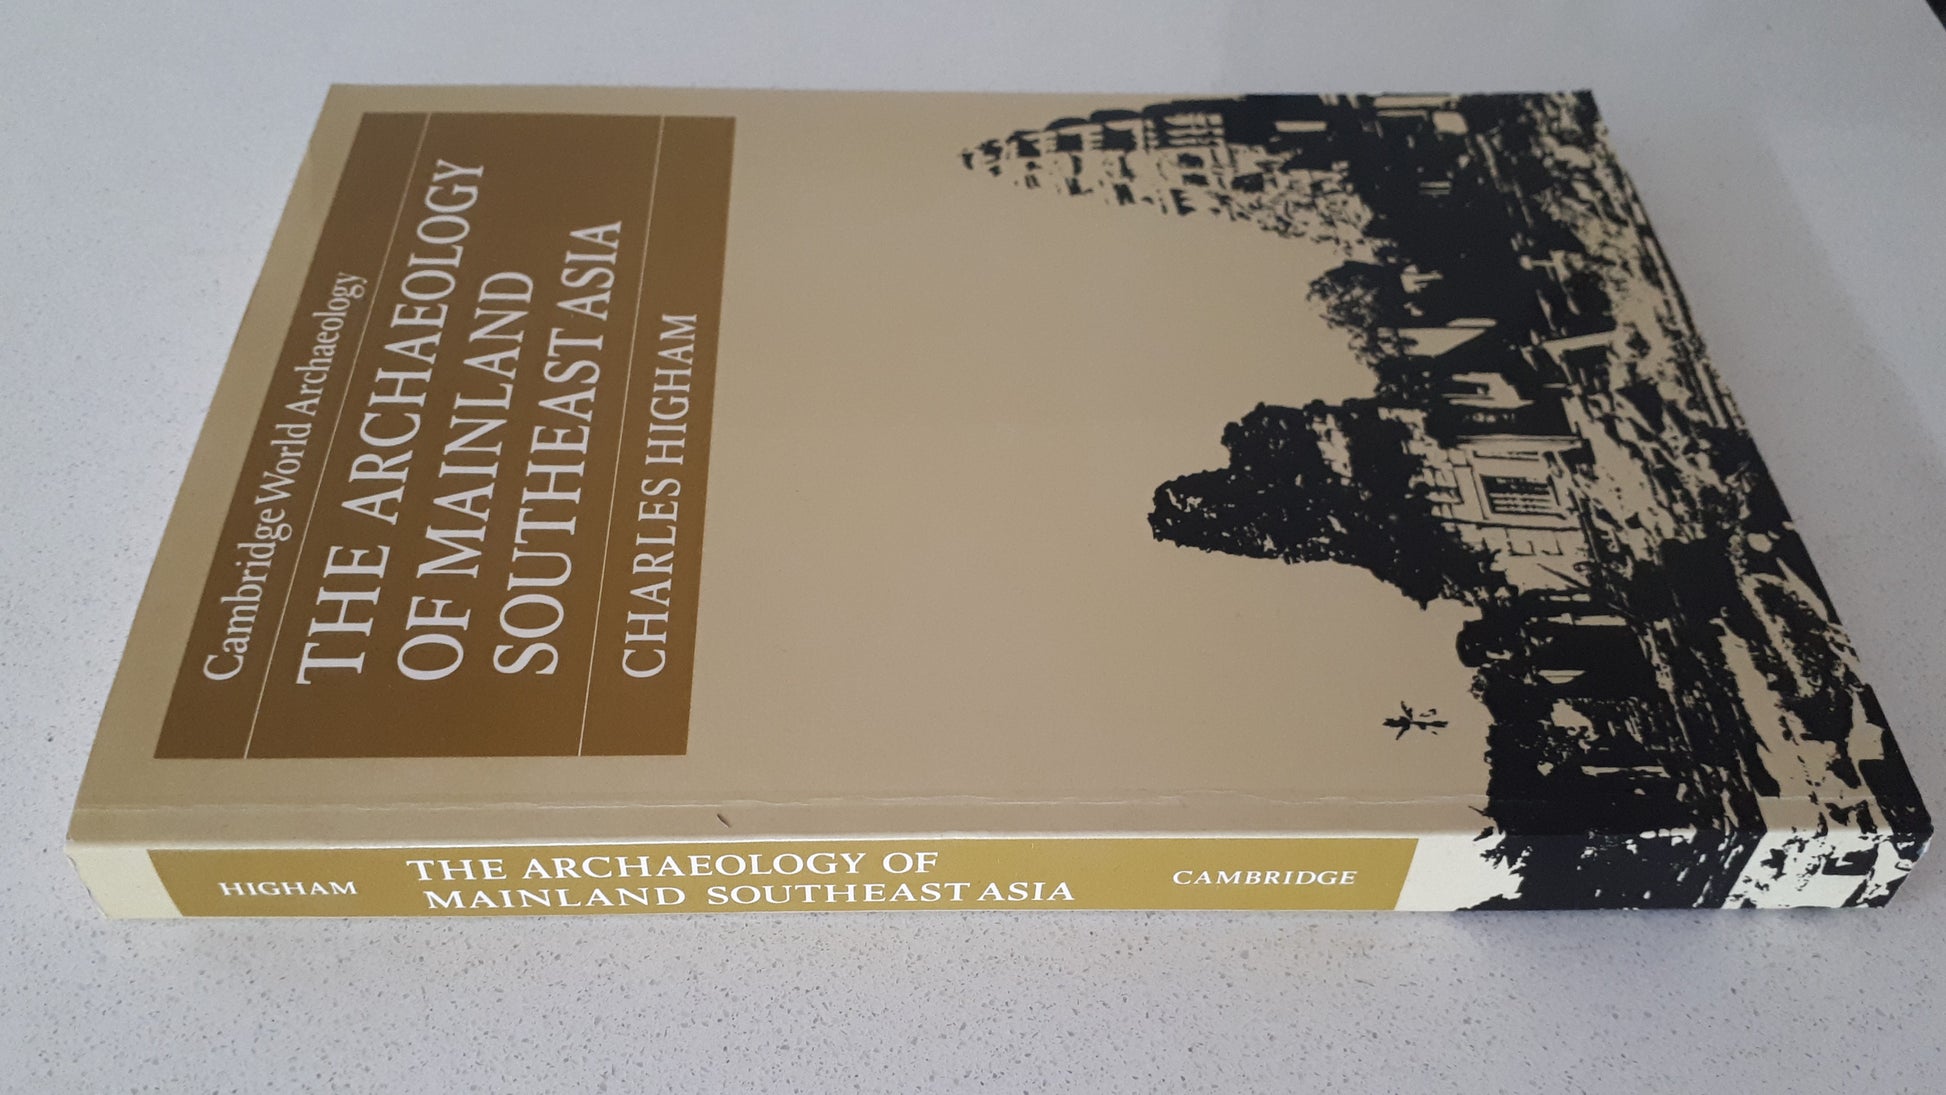 Cambridge World Archaeology
THE ARCHAEOLOGY
OF MAINLAND
SOUTHEAST ASIA
CHARLES HIGHAM
HIGHAM
THE ARCHAEOLOGY OF
MAINLAND SOUTHEAST ASIA
CAMBRIDGE